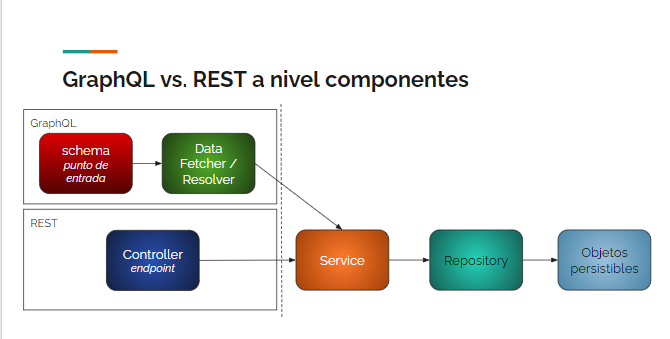 GraphQL vs. REST a nivel componentes
GraphQL
schema
punto de
entrada
Data
Fetcher /
Resolver
REST
Controller
endpoint
Service
Repository
Objetos
persistibles